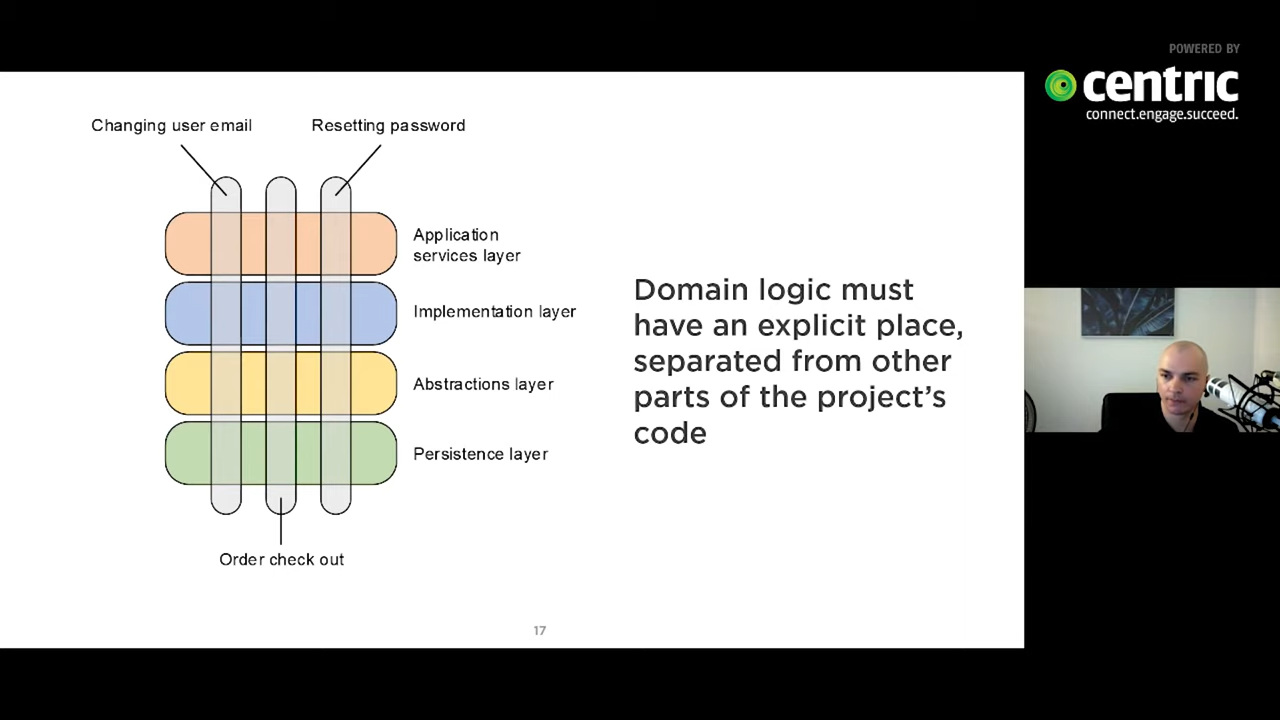 POWERED BY
centric
connect.engage.succeed.
Changing user email
Resetting password
Application
services layer
Implementation layer
Abstractions layer
Persistence layer
Order check out
Domain logic must
have an explicit place,
separated from other
parts of the project’s
code
17